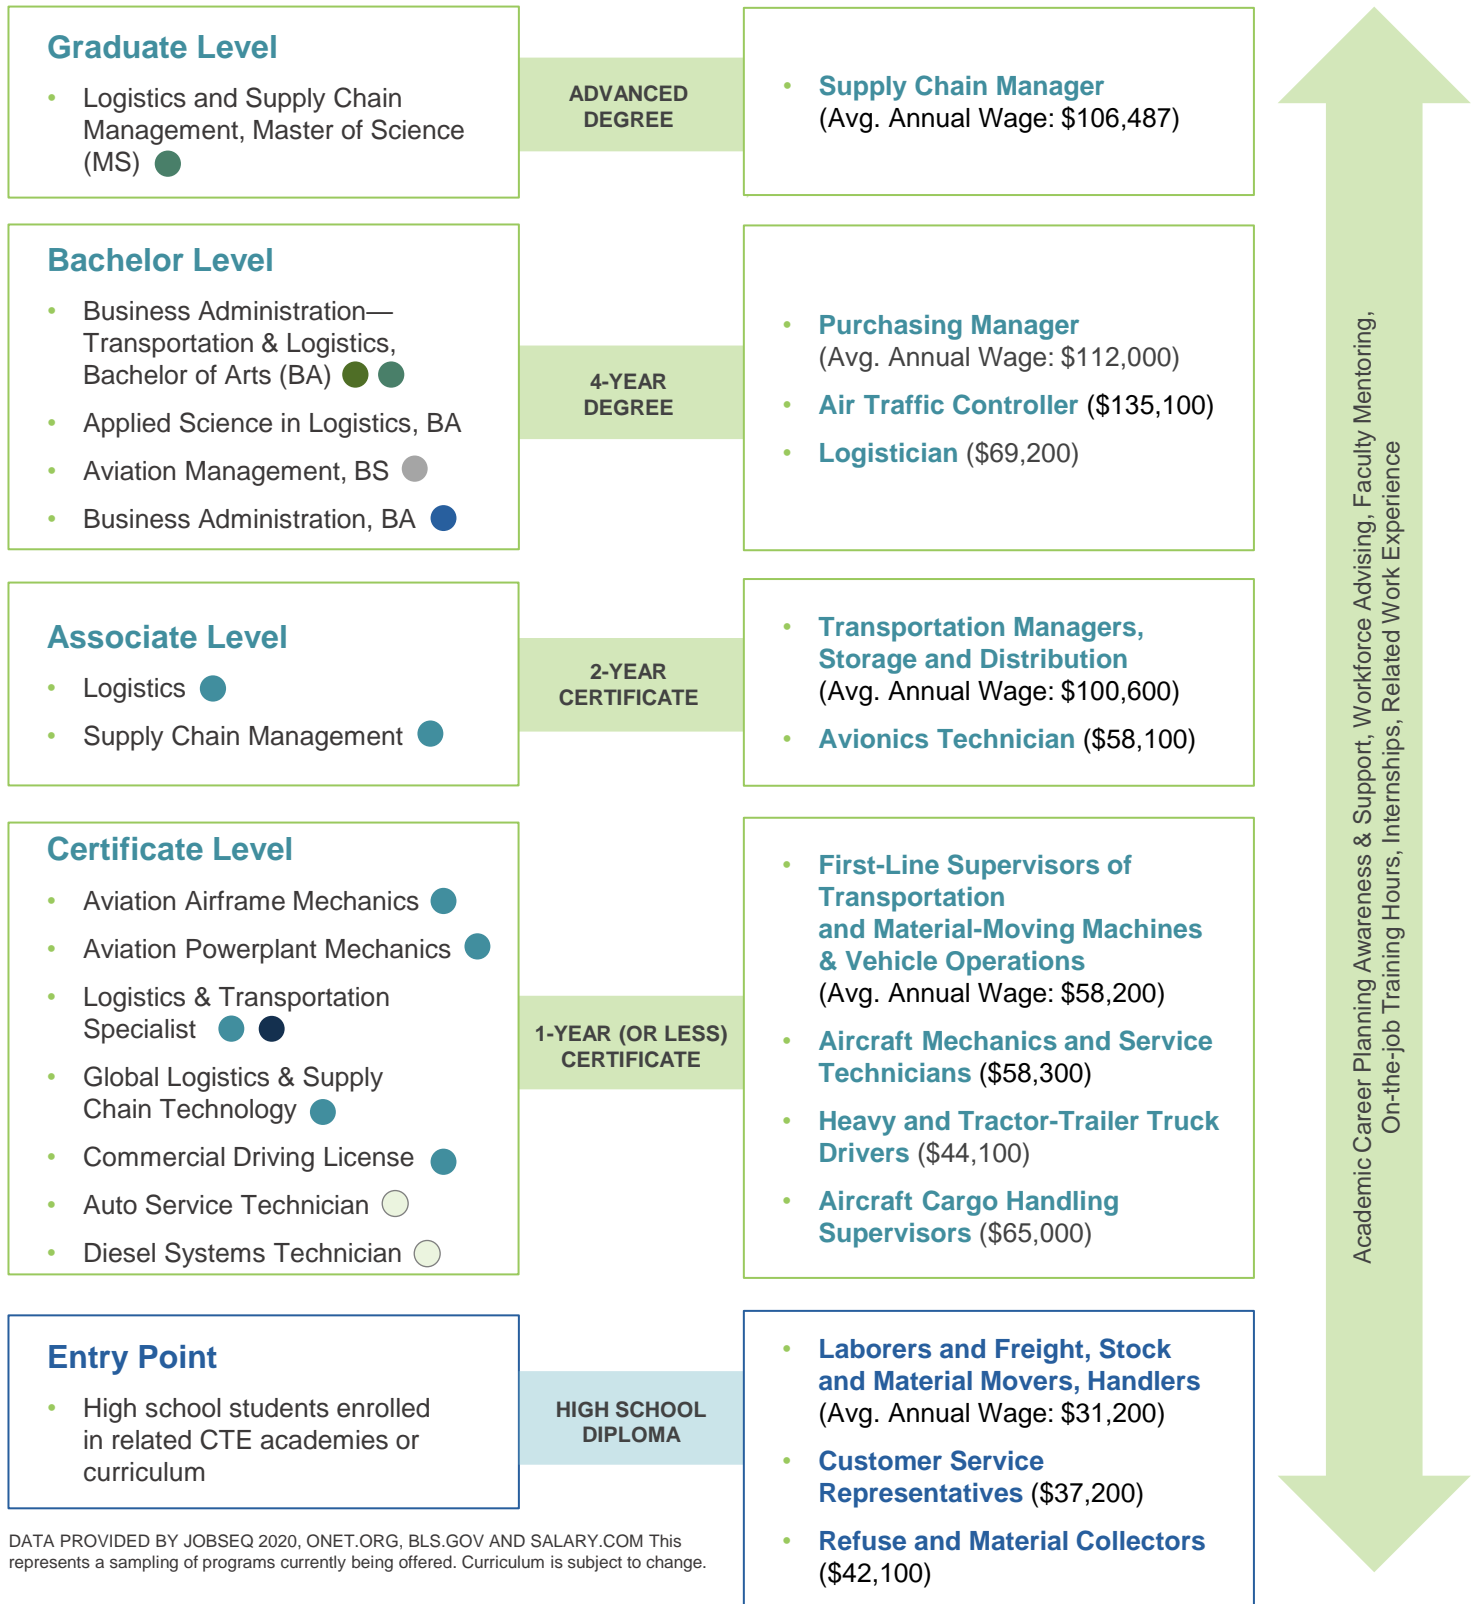 Graduate Level
• Logistics and Supply Chain
Management, Master of Science
(MS)
ADVANCED
DEGREE
• Supply Chain Manager
(Avg. Annual Wage: $106,487)
Bachelor Level
• Business Administration—
Transportation & Logistics,
Bachelor of Arts (BA)
• Applied Science in Logistics, BA
• Aviation Management, BS
• Business Administration, BA
4-YEAR
DEGREE
• Purchasing Manager
(Avg. Annual Wage: $112,000)
• Air Traffic Controller ($135,100)
• Logistician ($69,200)
Associate Level
• Logistics
• Supply Chain Management
2-YEAR
CERTIFICATE
• Transportation Managers,
Storage and Distribution
(Avg. Annual Wage: $100,600)
• Avionics Technician ($58,100)
Certificate Level
• Aviation Airframe Mechanics
• Aviation Powerplant Mechanics
• Logistics & Transportation
Specialist
• Global Logistics & Supply
Chain Technology
• Commercial Driving License
• Auto Service Technician
• Diesel Systems Technician
1-YEAR (OR LESS)
CERTIFICATE
• First-Line Supervisors of
Transportation
and Material-Moving Machines
& Vehicle Operations
(Avg. Annual Wage: $58,200)
• Aircraft Mechanics and Service
Technicians ($58,300)
• Heavy and Tractor-Trailer Truck
Drivers ($44,100)
• Aircraft Cargo Handling
Supervisors ($65,000)
Entry Point
• High school students enrolled
in related CTE academies or
curriculum
HIGH SCHOOL
DIPLOMA
• Laborers and Freight, Stock
and Material Movers, Handlers
(Avg. Annual Wage: $31,200)
• Customer Service
Representatives ($37,200)
• Refuse and Material Collectors
($42,100)
Academic Career Planning Awareness & Support, Workforce Advising, Faculty Mentoring,
On-the-job Training Hours, Internships, Related Work Experience
DATA PROVIDED BY JOBSEQ 2020, ONET.ORG, BLS.GOV AND SALARY.COM This
represents a sampling of programs currently being offered. Curriculum is subject to change.